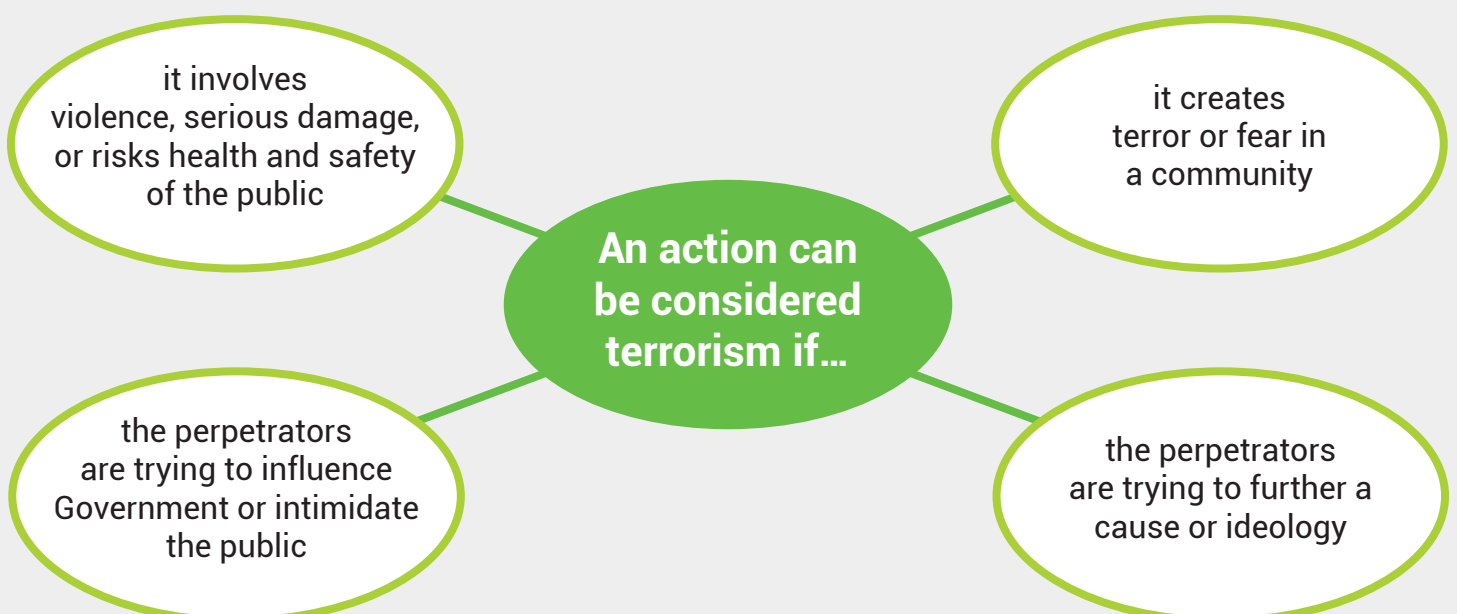 it involves
violence, serious damage,
or risks health and safety
of the public
it creates
terror or fear in
a community
An action can
be considered
terrorism if…
the perpetrators
are trying to influence
Government or intimidate
the public
the perpetrators
are trying to further a
cause or ideology